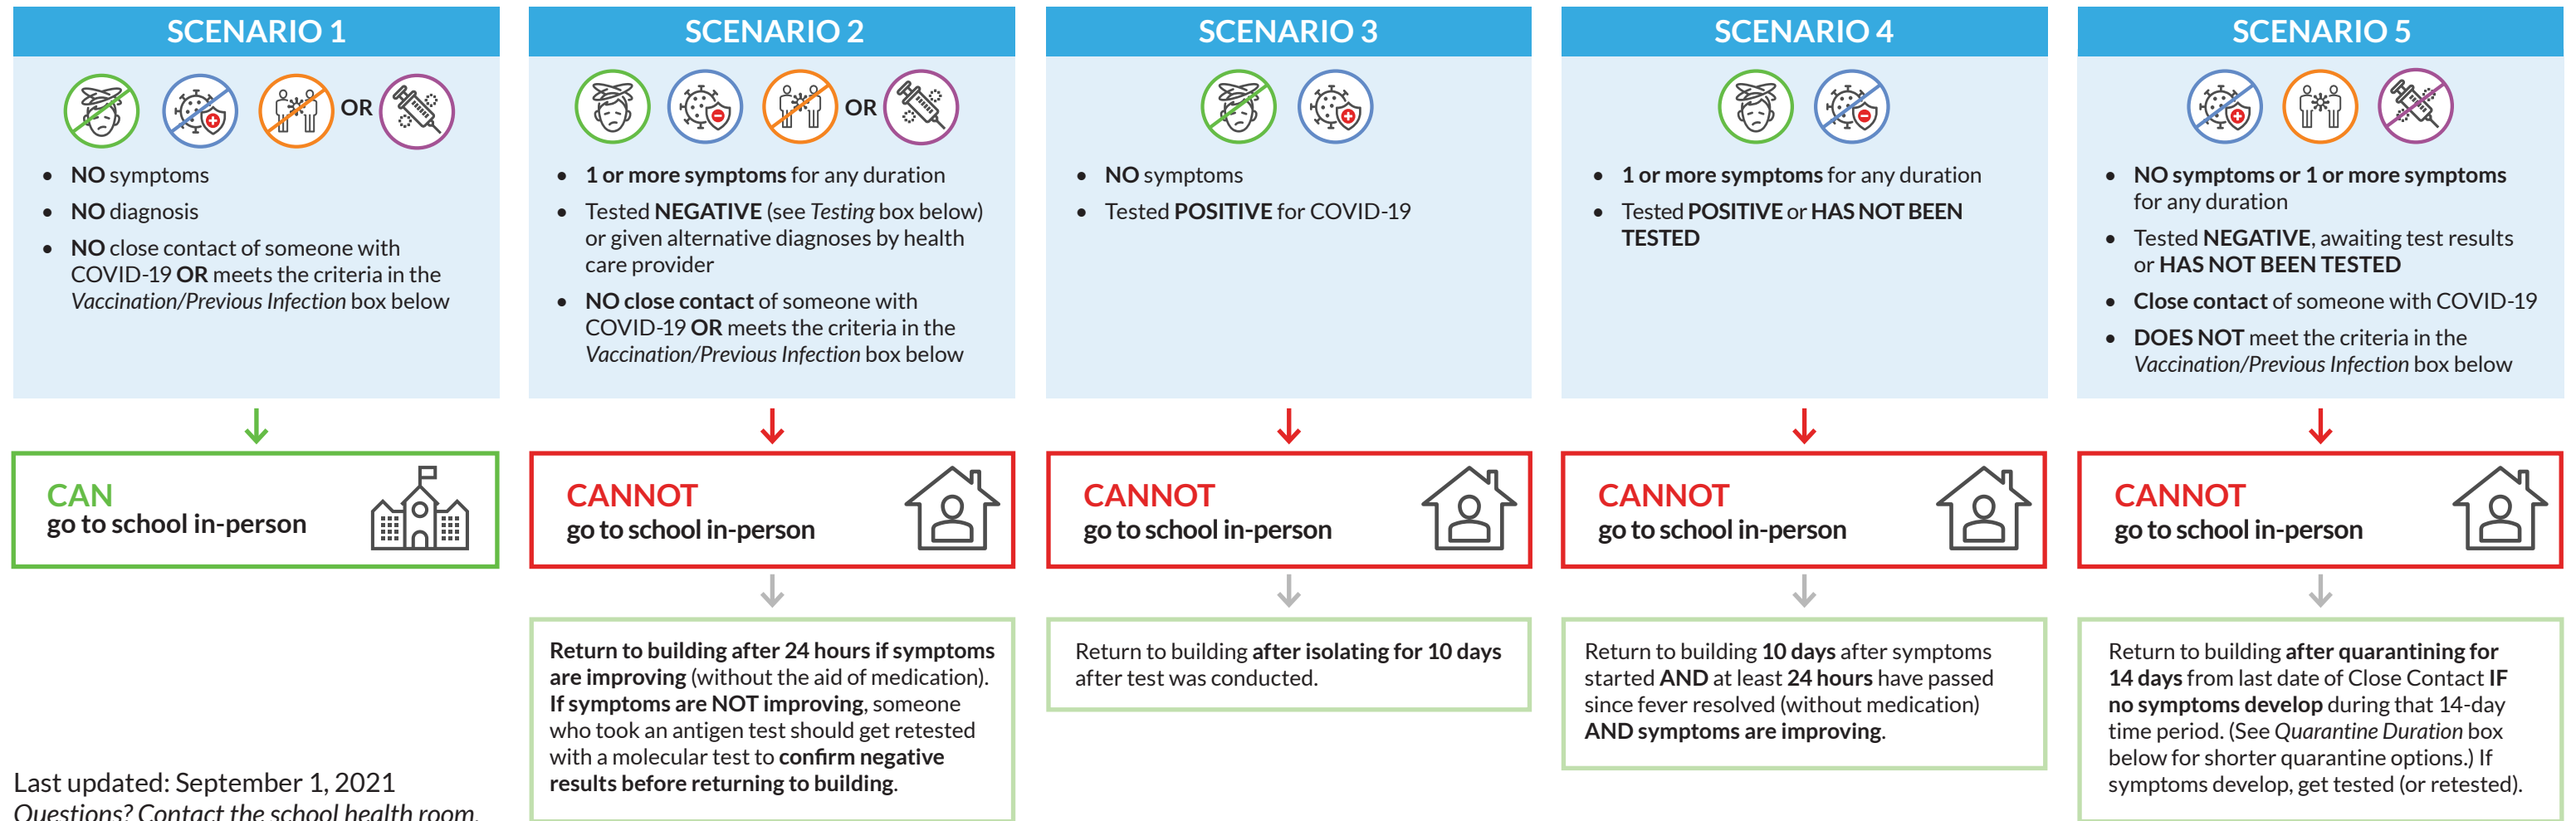 SCENARIO 1
OR
• NO symptoms
• NO diagnosis
• NO close contact of someone with
COVID-19 OR meets the criteria in the
Vaccination/Previous Infection box below
CAN
go to school in-person
Last updated: September 1, 2021
Questions? Contact the school health room.
SCENARIO 2
OR
• 1 or more symptoms for any duration
• Tested NEGATIVE (see Testing box below)
or given alternative diagnoses by health
care provider
• NO close contact of someone with
COVID-19 OR meets the criteria in the
Vaccination/Previous Infection box below
CANNOT
go to school in-person
Return to building after 24 hours if symptoms
are improving (without the aid of medication).
If symptoms are NOT improving, someone
who took an antigen test should get retested
with a molecular test to confirm negative
results before returning to building.
SCENARIO 3
• NO symptoms
• Tested POSITIVE for COVID-19
CANNOT
go to school in-person
Return to building after isolating for 10 days
after test was conducted.
SCENARIO 4
• 1 or more symptoms for any duration
• Tested POSITIVE or HAS NOT BEEN
TESTED
CANNOT
go to school in-person
Return to building 10 days after symptoms
started AND at least 24 hours have passed
since fever resolved (without medication)
AND symptoms are improving.
SCENARIO 5
• NO symptoms or 1 or more symptoms
for any duration
• Tested NEGATIVE, awaiting test results
or HAS NOT BEEN TESTED
• Close contact of someone with COVID-19
• DOES NOT meet the criteria in the
Vaccination/Previous Infection box below
CANNOT
go to school in-person
Return to building after quarantining for
14 days from last date of Close Contact IF
no symptoms develop during that 14-day
time period. (See Quarantine Duration box
below for shorter quarantine options.) If
symptoms develop, get tested (or retested).